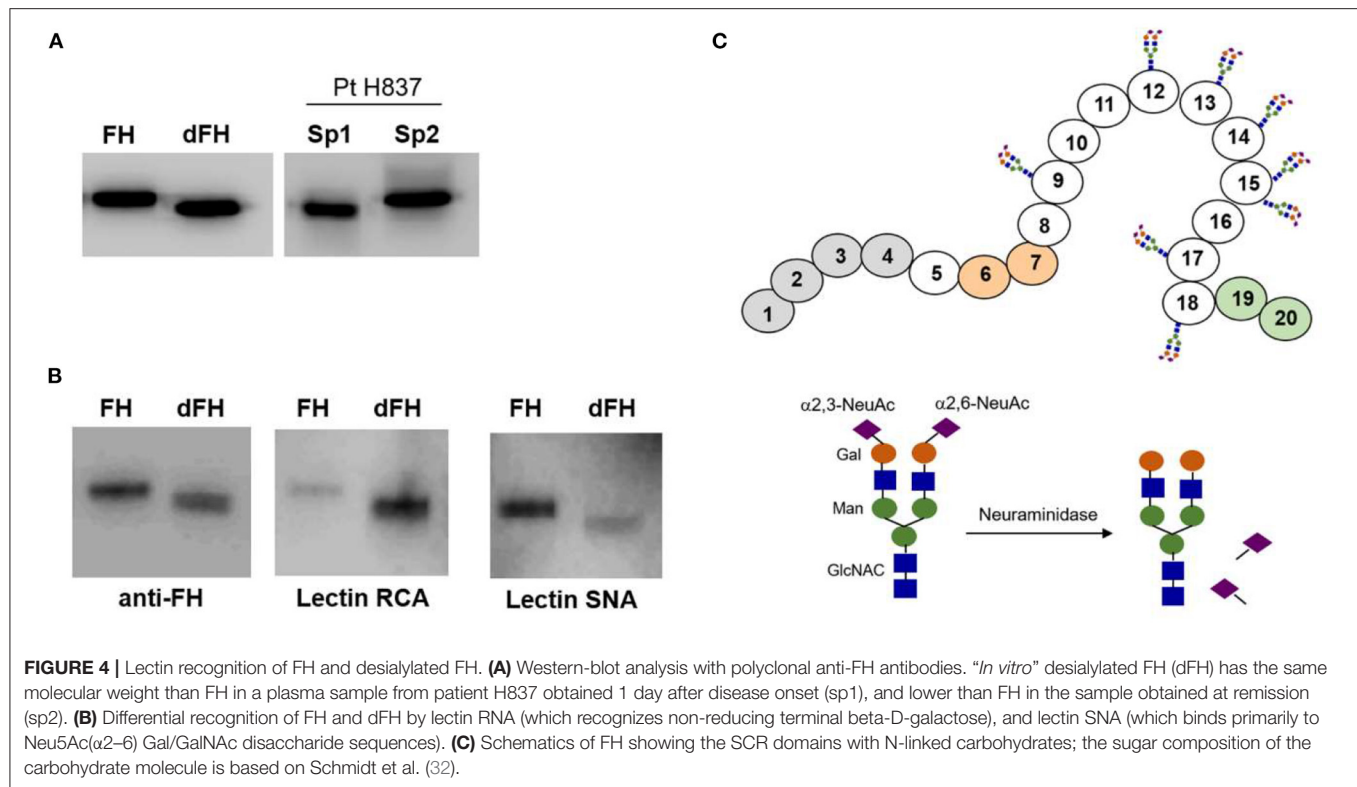 A
Pt H837
FH dFH Sp1 Sp2
B
FH dFH FH dFH FH dFH
anti-FH Lectin RCA Lectin SNA
C
1 2 3 4 5 6 7 8 9 10 11 12 13 14 15 16 17 18 19 20
α2,3-NeuAc α2,6-NeuAc
Gal
Man
GlcNAC
Neuraminidase
FIGURE 4 | Lectin recognition of FH and desialylated FH. (A) Western-blot analysis with polyclonal anti-FH antibodies. “In vitro” desialylated FH (dFH) has the same
molecular weight than FH in a plasma sample from patient H837 obtained 1 day after disease onset (sp1), and lower than FH in the sample obtained at remission
(sp2). (B) Differential recognition of FH and dFH by lectin RNA (which recognizes non-reducing terminal beta-D-galactose), and lectin SNA (which binds primarily to
Neu5Ac(α2–6) Gal/GalNAc disaccharide sequences). (C) Schematics of FH showing the SCR domains with N-linked carbohydrates; the sugar composition of the
carbohydrate molecule is based on Schmidt et al. (32).